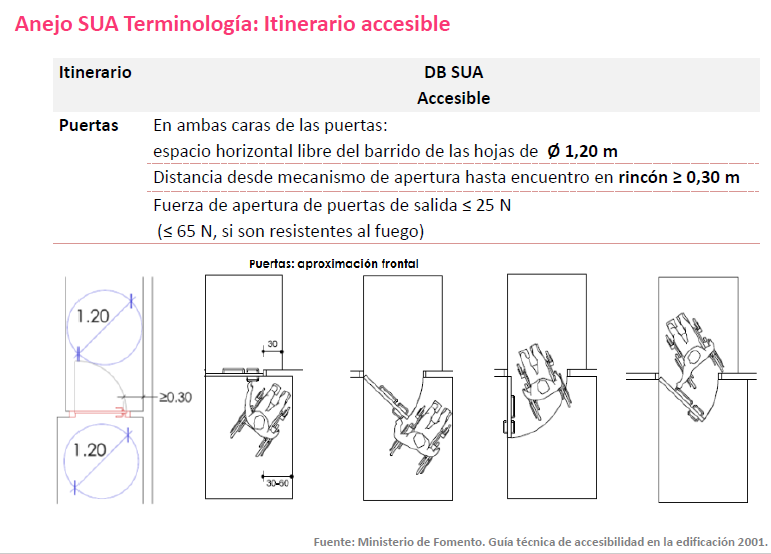 Anejo SUA Terminología: Itinerario accesible
Itinerario
DB SUA
Accesible
Puertas
En ambas caras de las puertas:
espacio horizontal libre del barrido de las hojas de Ø 1,20 m
Distancia desde mecanismo de apertura hasta encuentro en rincón ≥ 0,30 m
Fuerza de apertura de puertas de salida ≤ 25 N
(≤ 65 N, si son resistentes al fuego)
Puertas: aproximación frontal
1.20
30
≥0.30
1.20
30-60
Fuente: Ministerio de Fomento. Guía técnica de accesibilidad en la edificación 2001.